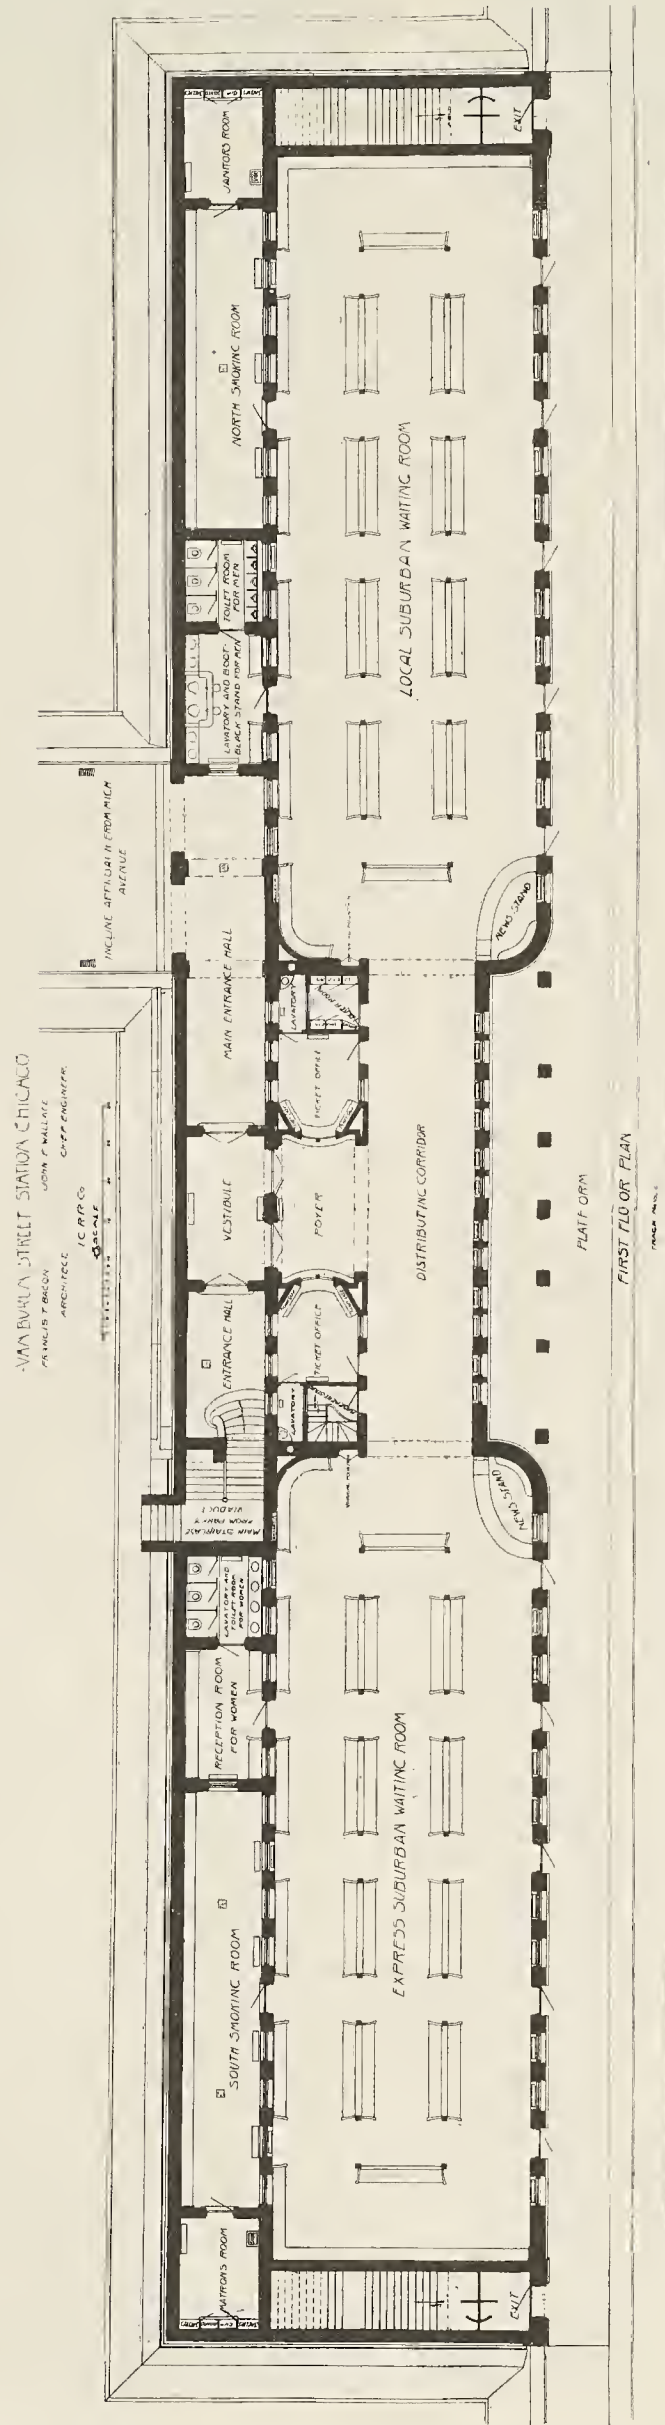 VAN BUREN STREET STATION CHICAGO
FRANCIS T BACON
ARCHITECT
JOHN F WALLACE
CHIEF ENGINEER
I C R R CO
SCALE
INCLINE APPROACH FROM MICH
AVENUE
MATRONS ROOM
SOUTH SMOKING ROOM
RECEPTION ROOM
FOR WOMEN
LAVATORY AND
TOILET ROOM
FOR WOMEN
MAIN STAIRCASE
FROM PARK &
VIADUCT
ENTRANCE HALL
VESTIBULE
MAIN ENTRANCE HALL
LAVATORY AND BOOT-
BLACK STAND FOR MEN
TOILET ROOM
FOR MEN
NORTH SMOKING ROOM
JANITORS ROOM
LAVATORY
TICKET OFFICE
FOYER
TICKET OFFICE
LAVATORY
EXIT
EXPRESS SUBURBAN WAITING ROOM
NEWS STAND
DISTRIBUTING CORRIDOR
NEWS STAND
LOCAL SUBURBAN WAITING ROOM
EXIT
PLATFORM
FIRST FLOOR PLAN